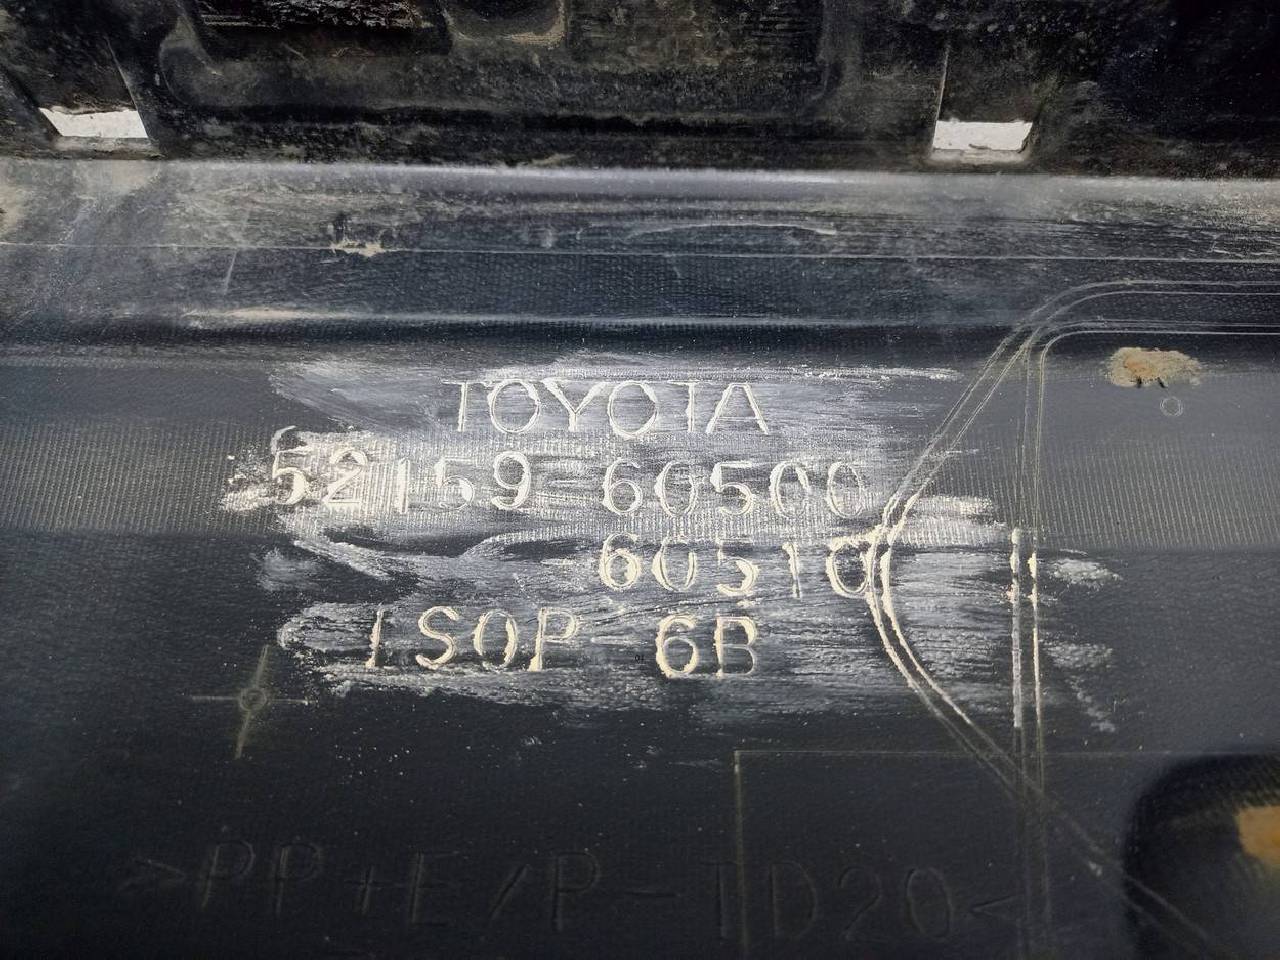 TOYOTA
52159-60500
60510
ISOP 6B
>PP+E/P-TD20<